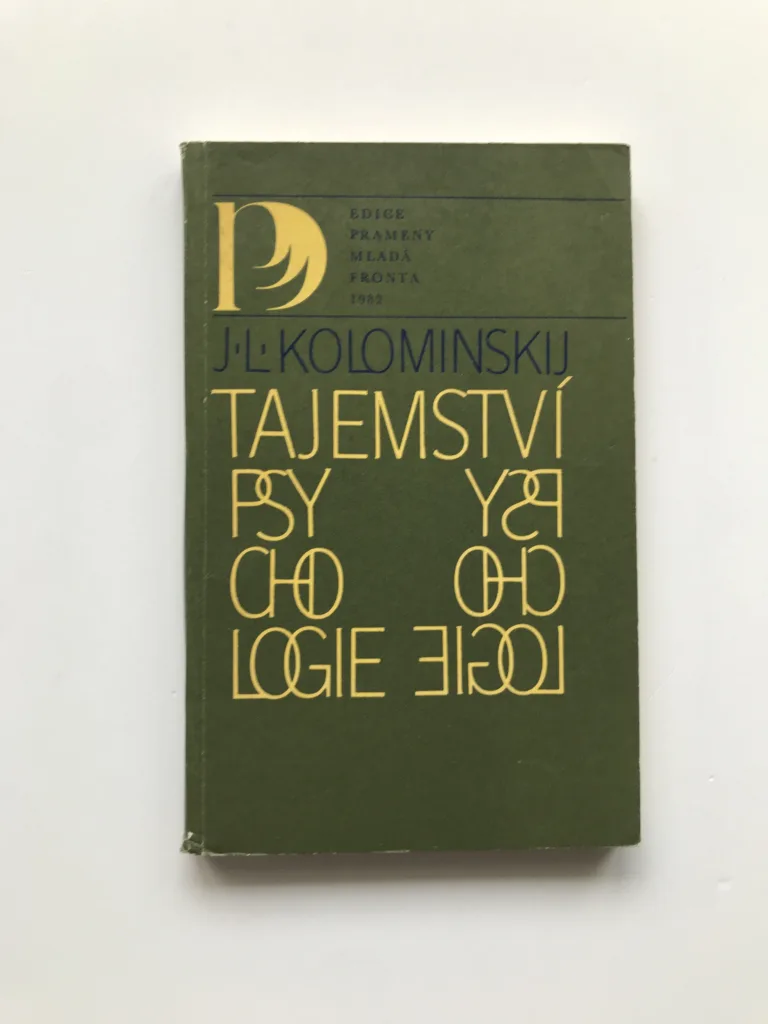 EDICE
PRAMENY
MLADÁ
FRONTA
1982
J·L·KOLOMINSKIJ
TAJEMSTVÍ
PSY PSY
CHO CHO
LOGIE LOGIE